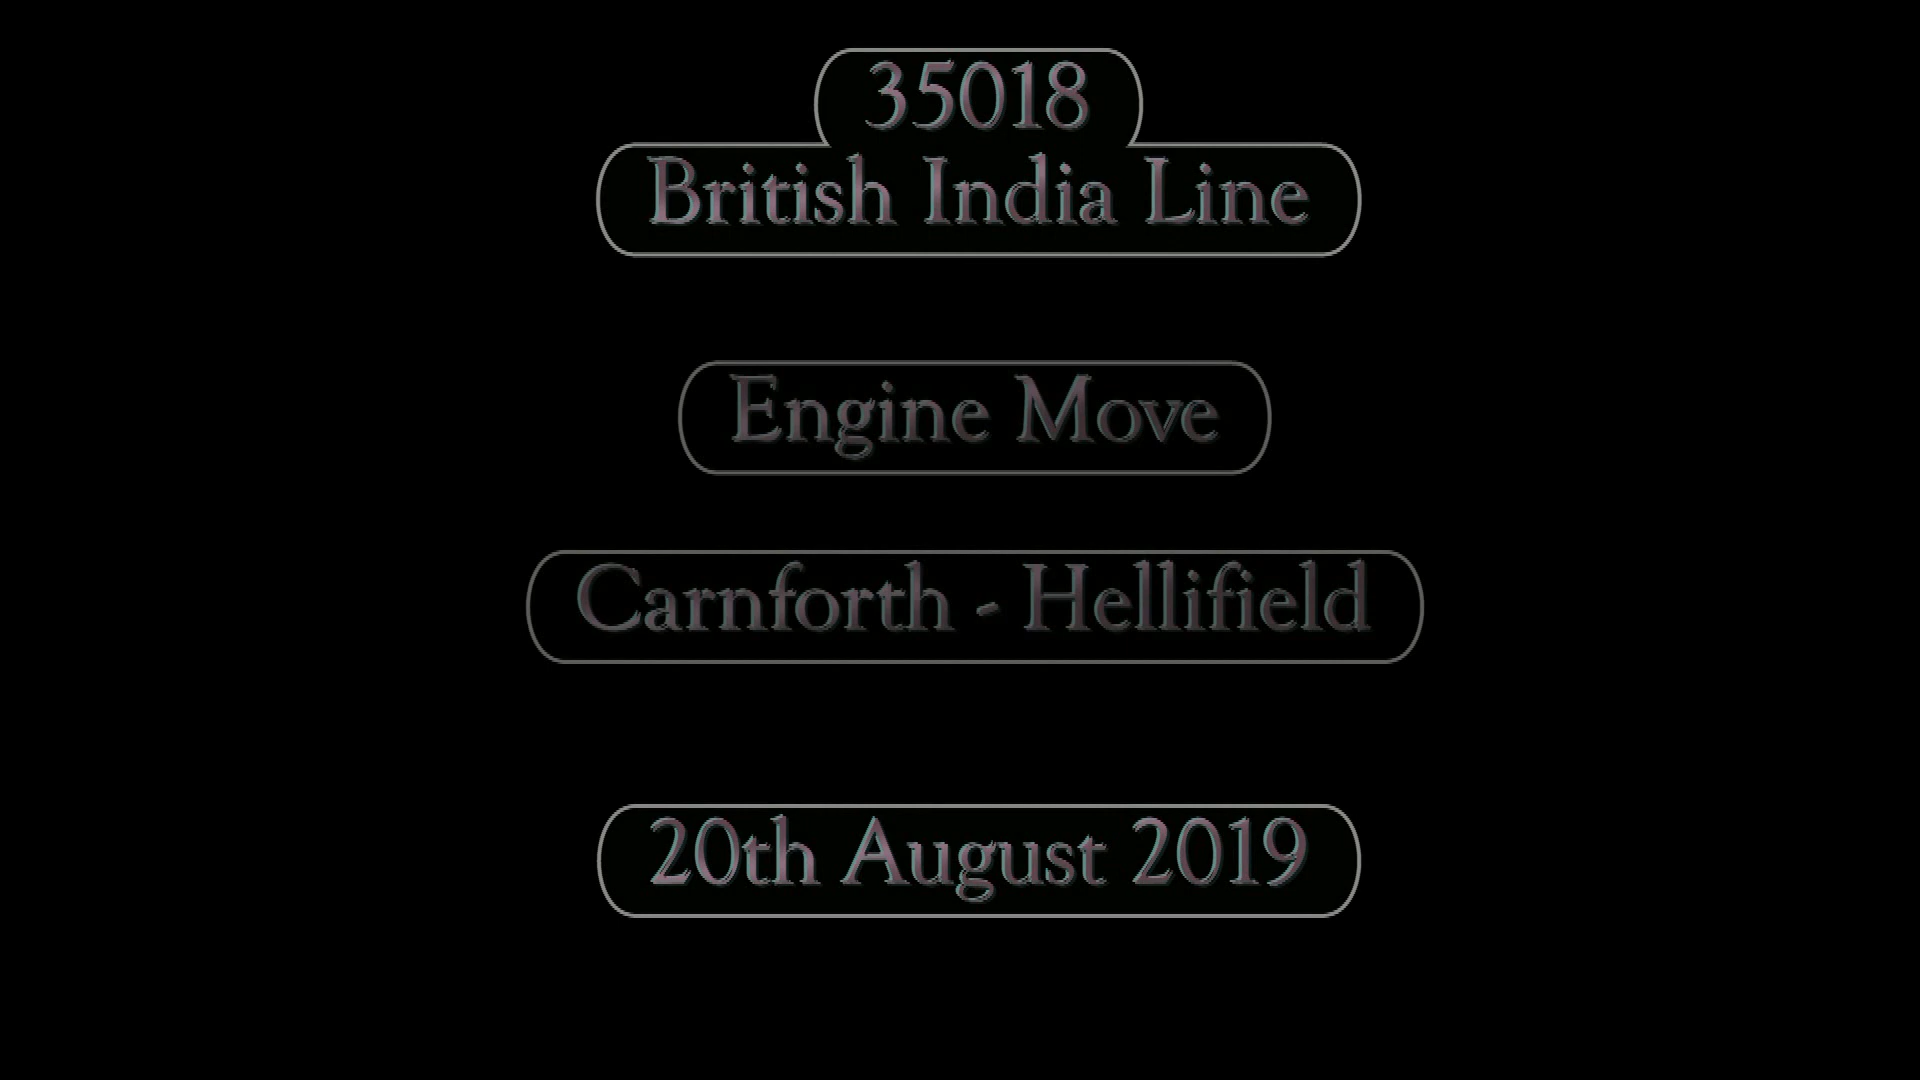 35018
British India Line
Engine Move
Carnforth - Hellifield
20th August 2019